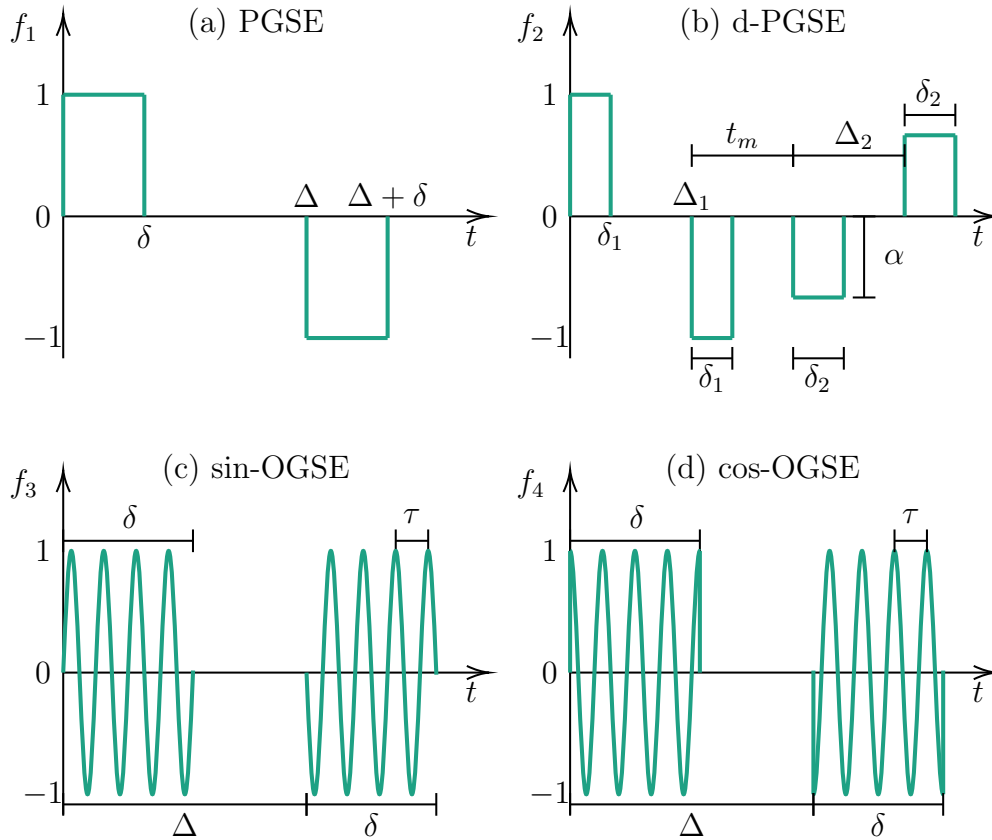 (a) PGSE
f₁
1
0
−1
δ
Δ
Δ + δ
t
(b) d-PGSE
f₂
1
0
−1
δ₁
Δ₁
t_m
Δ₂
δ₂
α
t
δ₁
δ₂
(c) sin-OGSE
f₃
1
0
−1
δ
τ
t
Δ
δ
(d) cos-OGSE
f₄
1
0
−1
δ
τ
t
Δ
δ